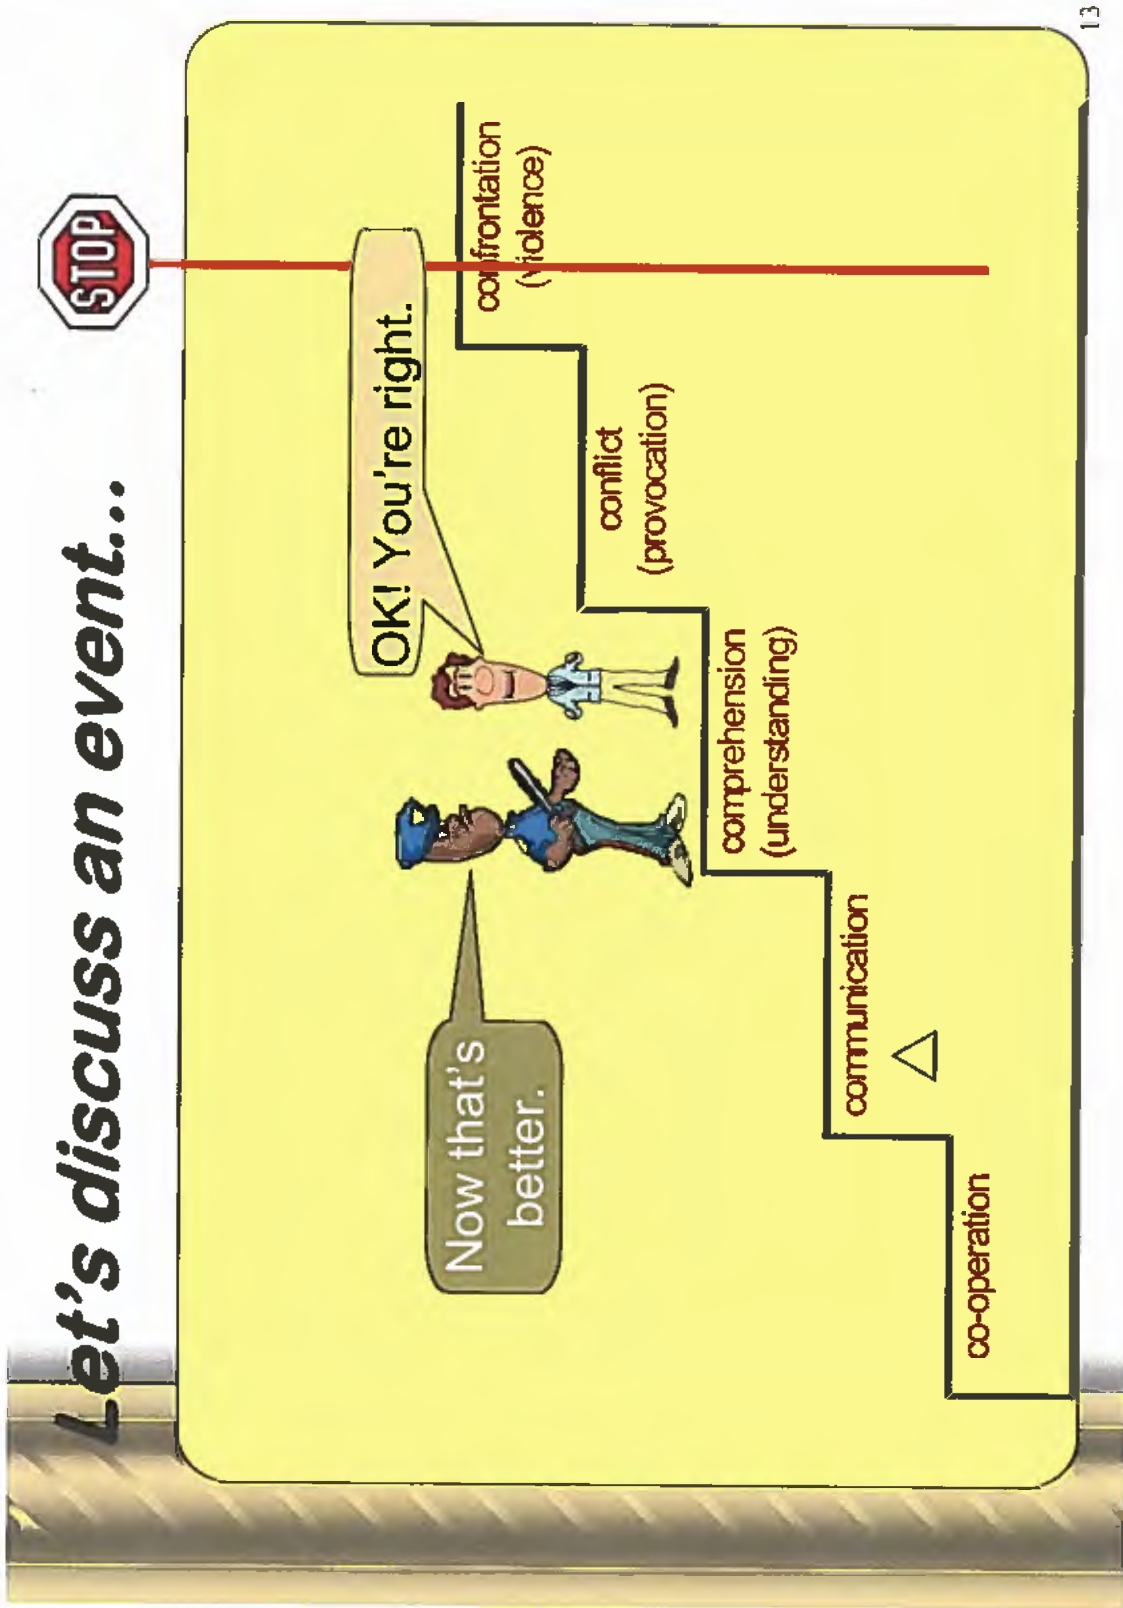 Let's discuss an event...
STOP
OK! You're right.
Now that's
better.
confrontation
(violence)
conflict
(provocation)
comprehension
(understanding)
communication
co-operation
13